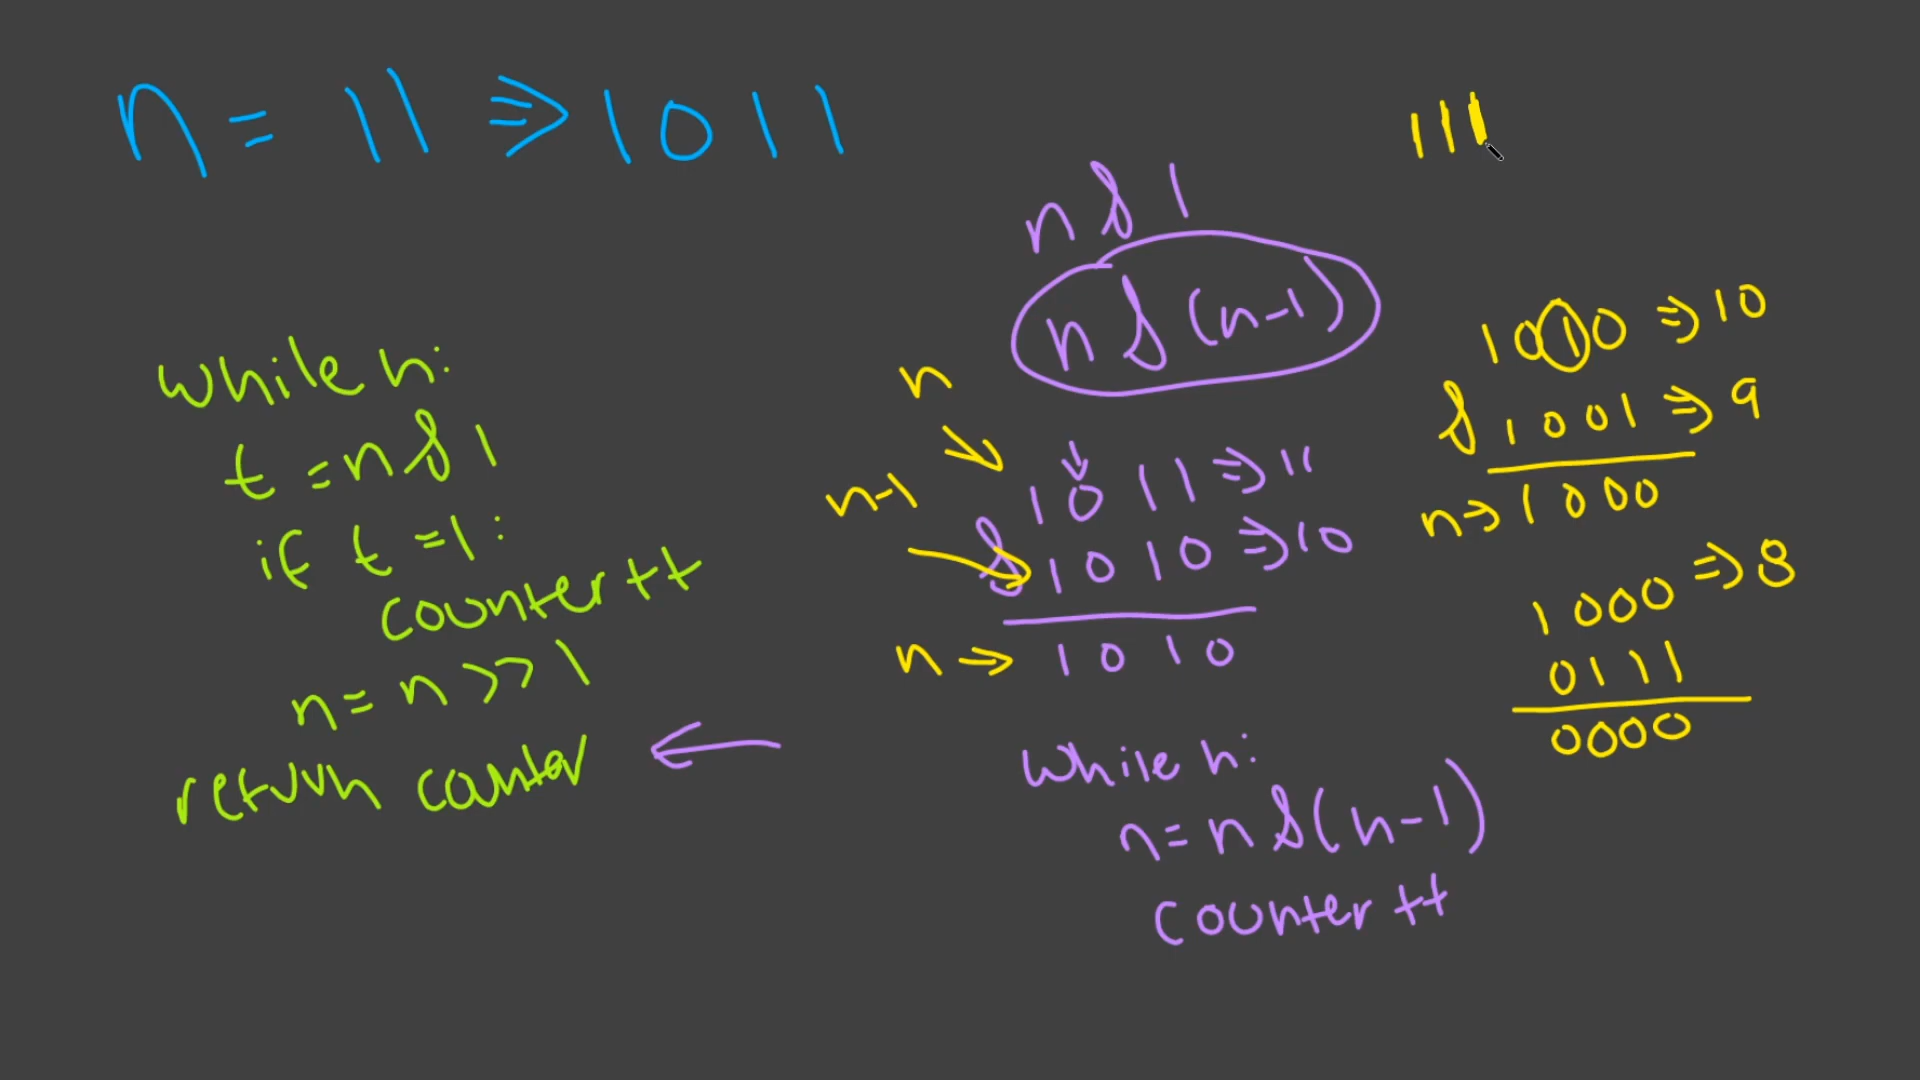 n = 11 ⇒ 1011
111
n & 1
n & (n-1)
while n:
t = n & 1
if t = 1:
counter ++
n = n >> 1
return counter
n
n-1
1011 ⇒ 11
& 1010 ⇒ 10
n ⇒ 1010
while n:
n = n & (n-1)
counter ++
1010 ⇒ 10
& 1001 ⇒ 9
n ⇒ 1000
1000 ⇒ 8
0111
0000